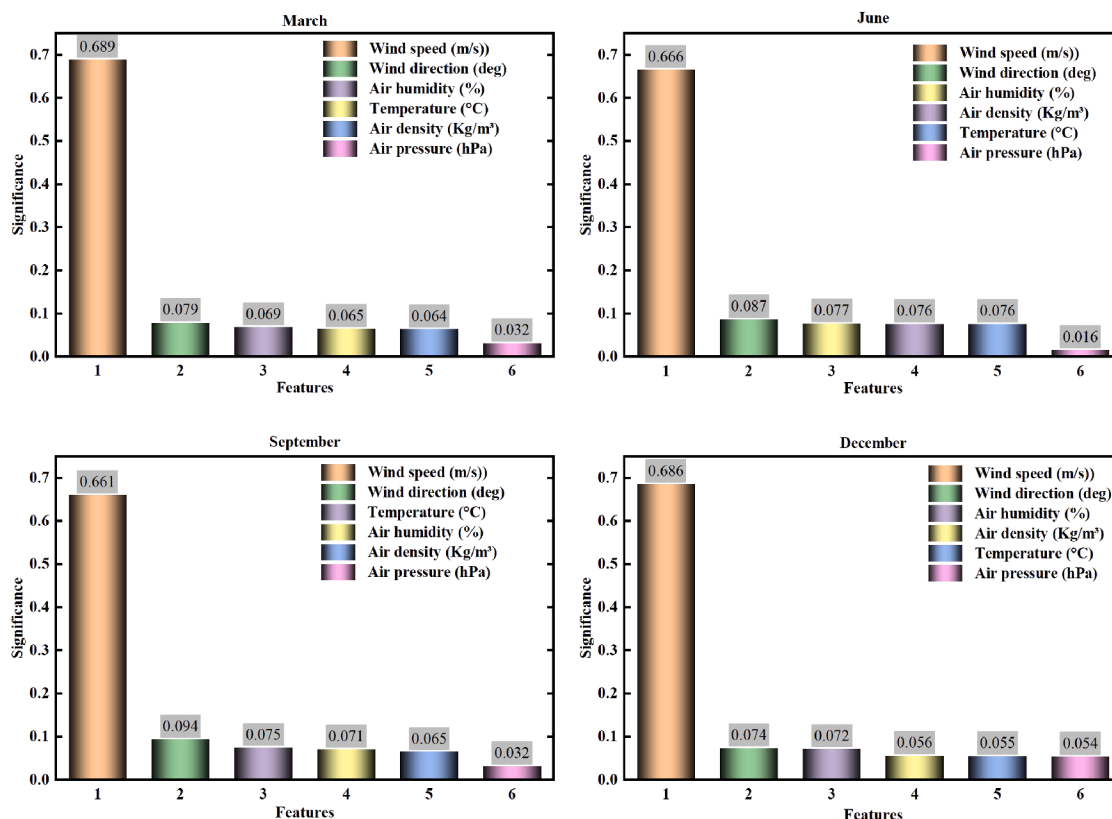 March
0.689
0.7
0.6
0.5
0.4
0.3
0.2
0.1
0.0
Significance
Wind speed (m/s))
Wind direction (deg)
Air humidity (%)
Temperature (°C)
Air density (Kg/m³)
Air pressure (hPa)
0.079
0.069
0.065
0.064
0.032
1 2 3 4 5 6
Features
June
0.666
0.7
0.6
0.5
0.4
0.3
0.2
0.1
0.0
Significance
Wind speed (m/s))
Wind direction (deg)
Air humidity (%)
Air density (Kg/m³)
Temperature (°C)
Air pressure (hPa)
0.087
0.077
0.076
0.076
0.016
1 2 3 4 5 6
Features
September
0.661
0.7
0.6
0.5
0.4
0.3
0.2
0.1
0.0
Significance
Wind speed (m/s))
Wind direction (deg)
Temperature (°C)
Air humidity (%)
Air density (Kg/m³)
Air pressure (hPa)
0.094
0.075
0.071
0.065
0.032
1 2 3 4 5 6
Features
December
0.686
0.7
0.6
0.5
0.4
0.3
0.2
0.1
0.0
Significance
Wind speed (m/s))
Wind direction (deg)
Air humidity (%)
Air density (Kg/m³)
Temperature (°C)
Air pressure (hPa)
0.074
0.072
0.056
0.055
0.054
1 2 3 4 5 6
Features